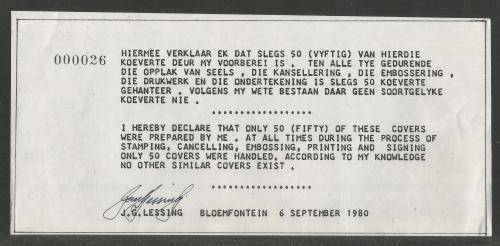 000026
HIERMEE VERKLAAR EK DAT SLEGS 50 (VYFTIG) VAN HIERDIE
KOEVERTE DEUR MY VOORBEREI IS . TEN ALLE TYE GEDURENDE
DIE OPPLAK VAN SEELS , DIE KANSELLERING , DIE EMBOSSERING ,
DIE DRUKWERK EN DIE ONDERTEKENING IS SLEGS 50 KOEVERTE
GEHANTEER . VOLGENS MY WETE BESTAAN DAAR GEEN SOORTGELYKE
KOEVERTE NIE .
******************
I HEREBY DECLARE THAT ONLY 50 (FIFTY) OF THESE COVERS
WERE PREPARED BY ME . AT ALL TIMES DURING THE PROCESS OF
STAMPING, CANCELLING, EMBOSSING, PRINTING AND SIGNING
ONLY 50 COVERS WERE HANDLED. ACCORDING TO MY KNOWLEDGE
NO OTHER SIMILAR COVERS EXIST .
******************
J.G.LESSING BLOEMFONTEIN 6 SEPTEMBER 1980